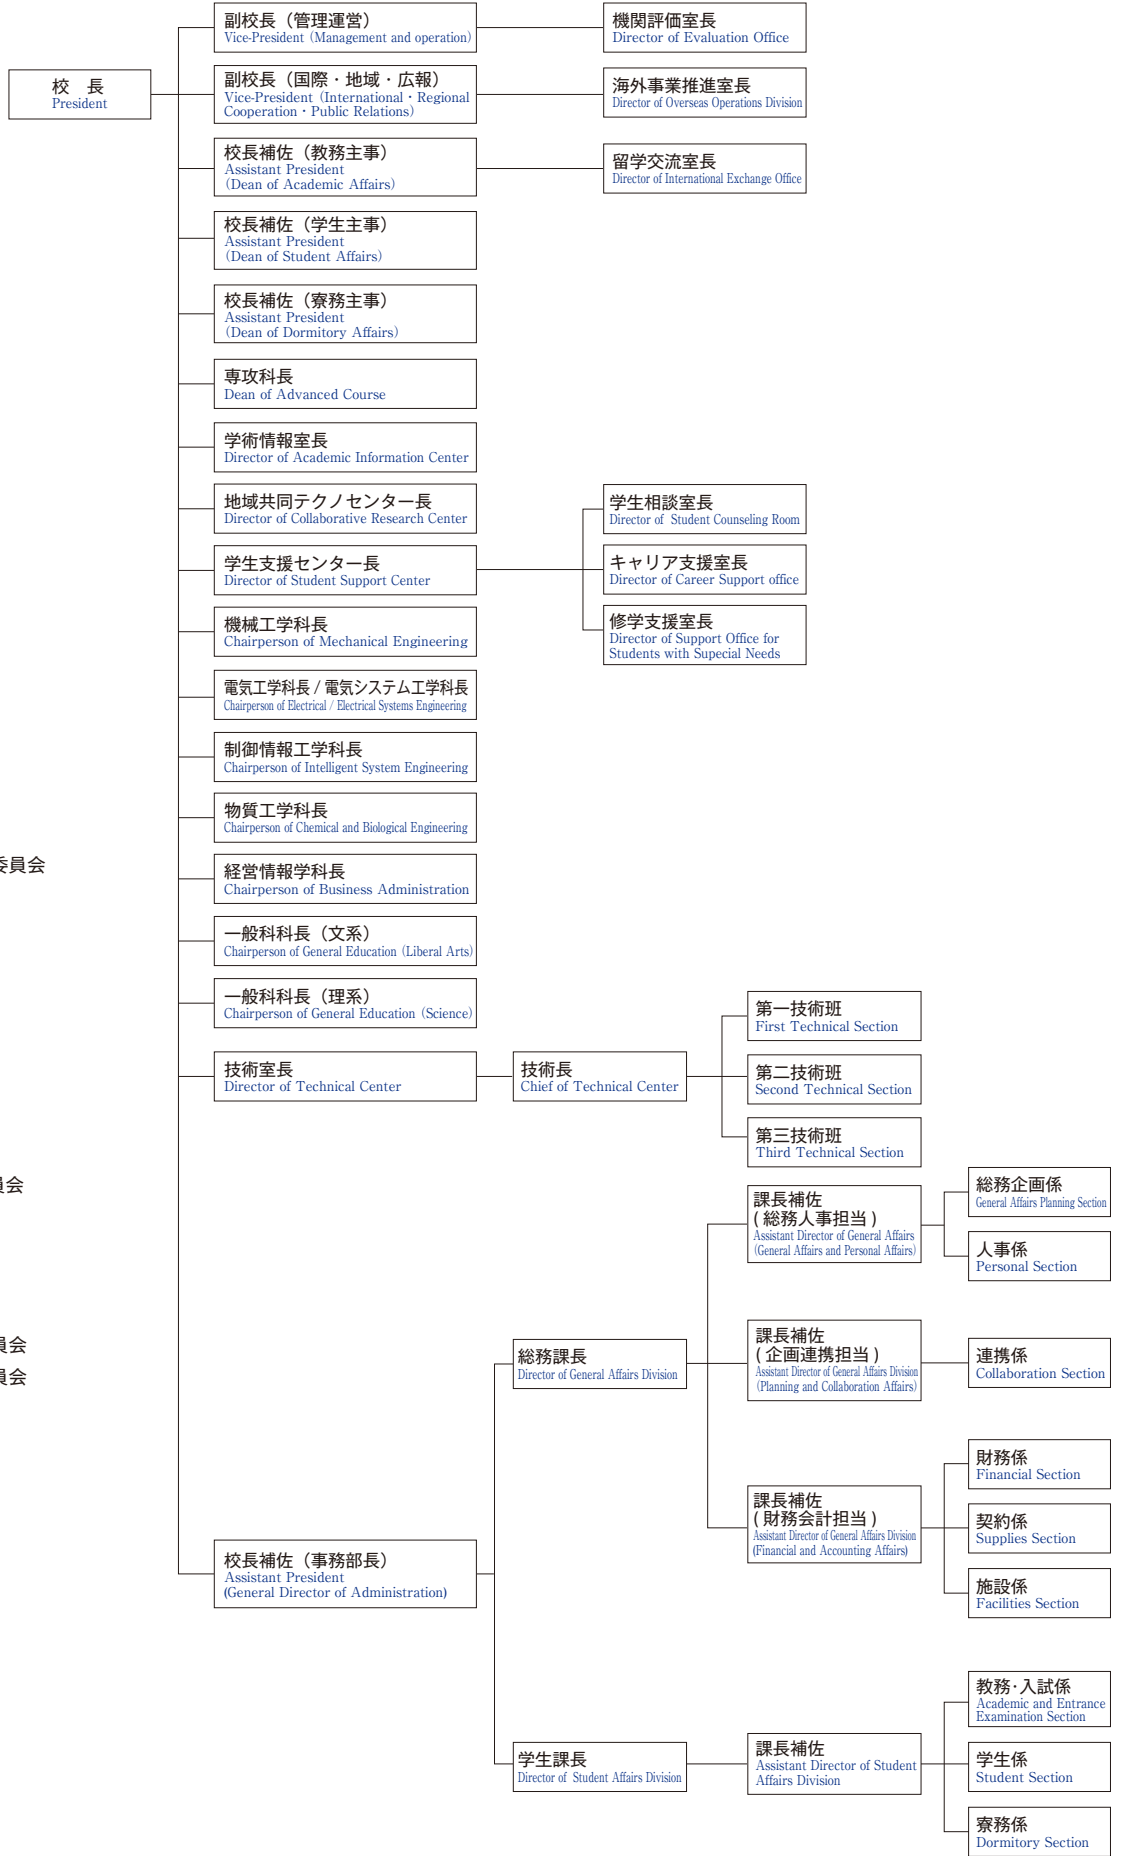 校　長
President
副校長（管理運営）
Vice-President (Management and operation)
機関評価室長
Director of Evaluation Office
副校長（国際・地域・広報）
Vice-President (International・Regional
Cooperation・Public Relations)
海外事業推進室長
Director of Overseas Operations Division
校長補佐（教務主事）
Assistant President
(Dean of Academic Affairs)
留学交流室長
Director of International Exchange Office
校長補佐（学生主事）
Assistant President
(Dean of Student Affairs)
校長補佐（寮務主事）
Assistant President
(Dean of Dormitory Affairs)
専攻科長
Dean of Advanced Course
学術情報室長
Director of Academic Information Center
地域共同テクノセンター長
Director of Collaborative Research Center
学生支援センター長
Director of Student Support Center
学生相談室長
Director of  Student Counseling Room
キャリア支援室長
Director of Career Support office
修学支援室長
Director of Support Office for
Students with Supecial Needs
機械工学科長
Chairperson of Mechanical Engineering
電気工学科長 / 電気システム工学科長
Chairperson of Electrical / Electrical Systems Engineering
制御情報工学科長
Chairperson of Intelligent System Engineering
物質工学科長
Chairperson of Chemical and Biological Engineering
委員会
経営情報学科長
Chairperson of Business Administration
一般科科長（文系）
Chairperson of General Education (Liberal Arts)
一般科科長（理系）
Chairperson of General Education (Science)
技術室長
Director of Technical Center
技術長
Chief of Technical Center
第一技術班
First Technical Section
第二技術班
Second Technical Section
第三技術班
Third Technical Section
員会
員会
員会
校長補佐（事務部長）
Assistant President
(General Director of Administration)
総務課長
Director of General Affairs Division
課長補佐
( 総務人事担当 )
Assistant Director of General Affairs
(General Affairs and Personal Affairs)
総務企画係
General Affairs Planning Section
人事係
Personal Section
課長補佐
( 企画連携担当 )
Assistant Director of General Affairs Division
(Planning and Collaboration Affairs)
連携係
Collaboration Section
課長補佐
( 財務会計担当 )
Assistant Director of General Affairs Division
(Financial and Accounting Affairs)
財務係
Financial Section
契約係
Supplies Section
施設係
Facilities Section
学生課長
Director of  Student Affairs Division
課長補佐
Assistant Director of Student
Affairs Division
教務･入試係
Academic and Entrance
Examination Section
学生係
Student Section
寮務係
Dormitory Section